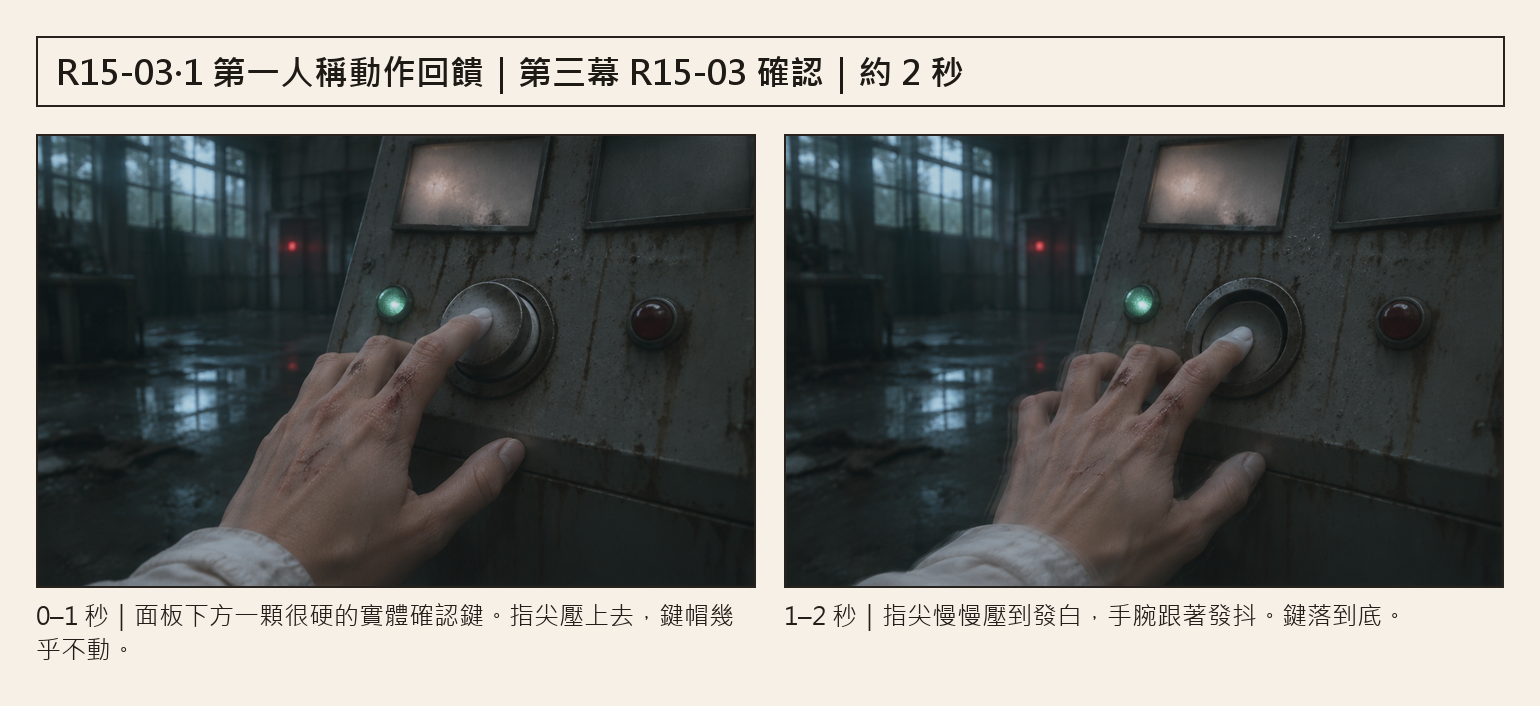 R15-03·1 第一人稱動作回饋｜第三幕 R15-03 確認｜約 2 秒
0–1 秒｜面板下方一顆很硬的實體確認鍵。指尖壓上去，鍵帽幾
乎不動。
1–2 秒｜指尖慢慢壓到發白，手腕跟著發抖。鍵落到底。